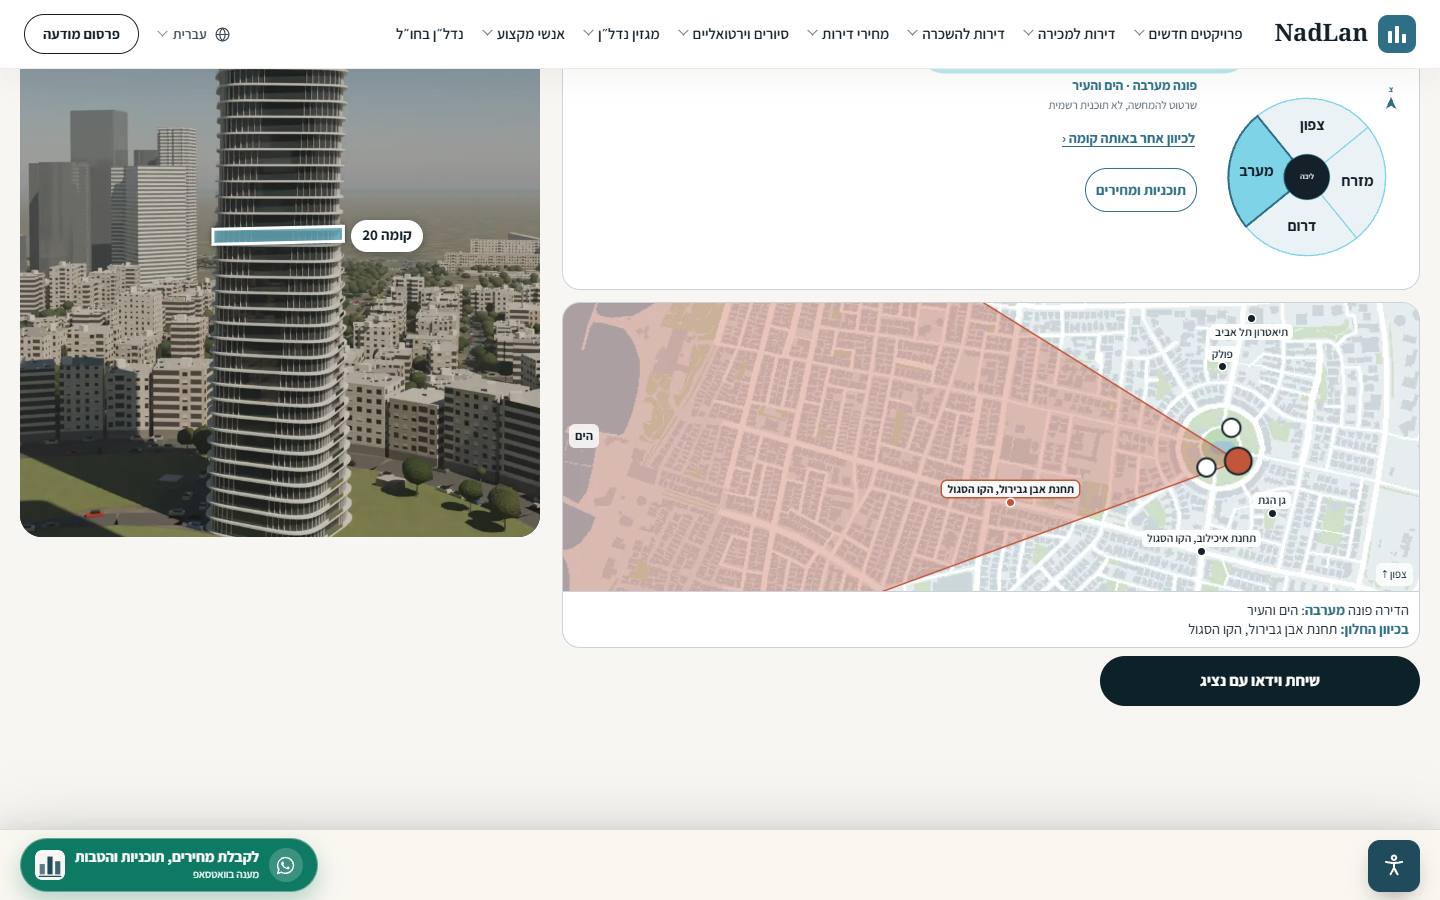 NadLan
פרויקטים חדשים
דירות למכירה
דירות להשכרה
מחירי דירות
סיורים וירטואליים
מגזין נדל״ן
אנשי מקצוע
נדל״ן בחו״ל
עברית
פרסום מודעה
צ
צפון
מזרח
מערב
דרום
ליבה
פונה מערבה · הים והעיר
שרטוט להמחשה, לא תוכנית רשמית
לכיוון אחר באותה קומה ‹
תוכניות ומחירים
קומה 20
תיאטרון תל אביב
פולק
הים
תחנת אבן גבירול, הקו הסגול
גן הגת
תחנת איכילוב, הקו הסגול
צפון ↑
הדירה פונה מערבה: הים והעיר
בכיוון החלון: תחנת אבן גבירול, הקו הסגול
שיחת וידאו עם נציג
לקבלת מחירים, תוכניות והטבות
מענה בוואטסאפ